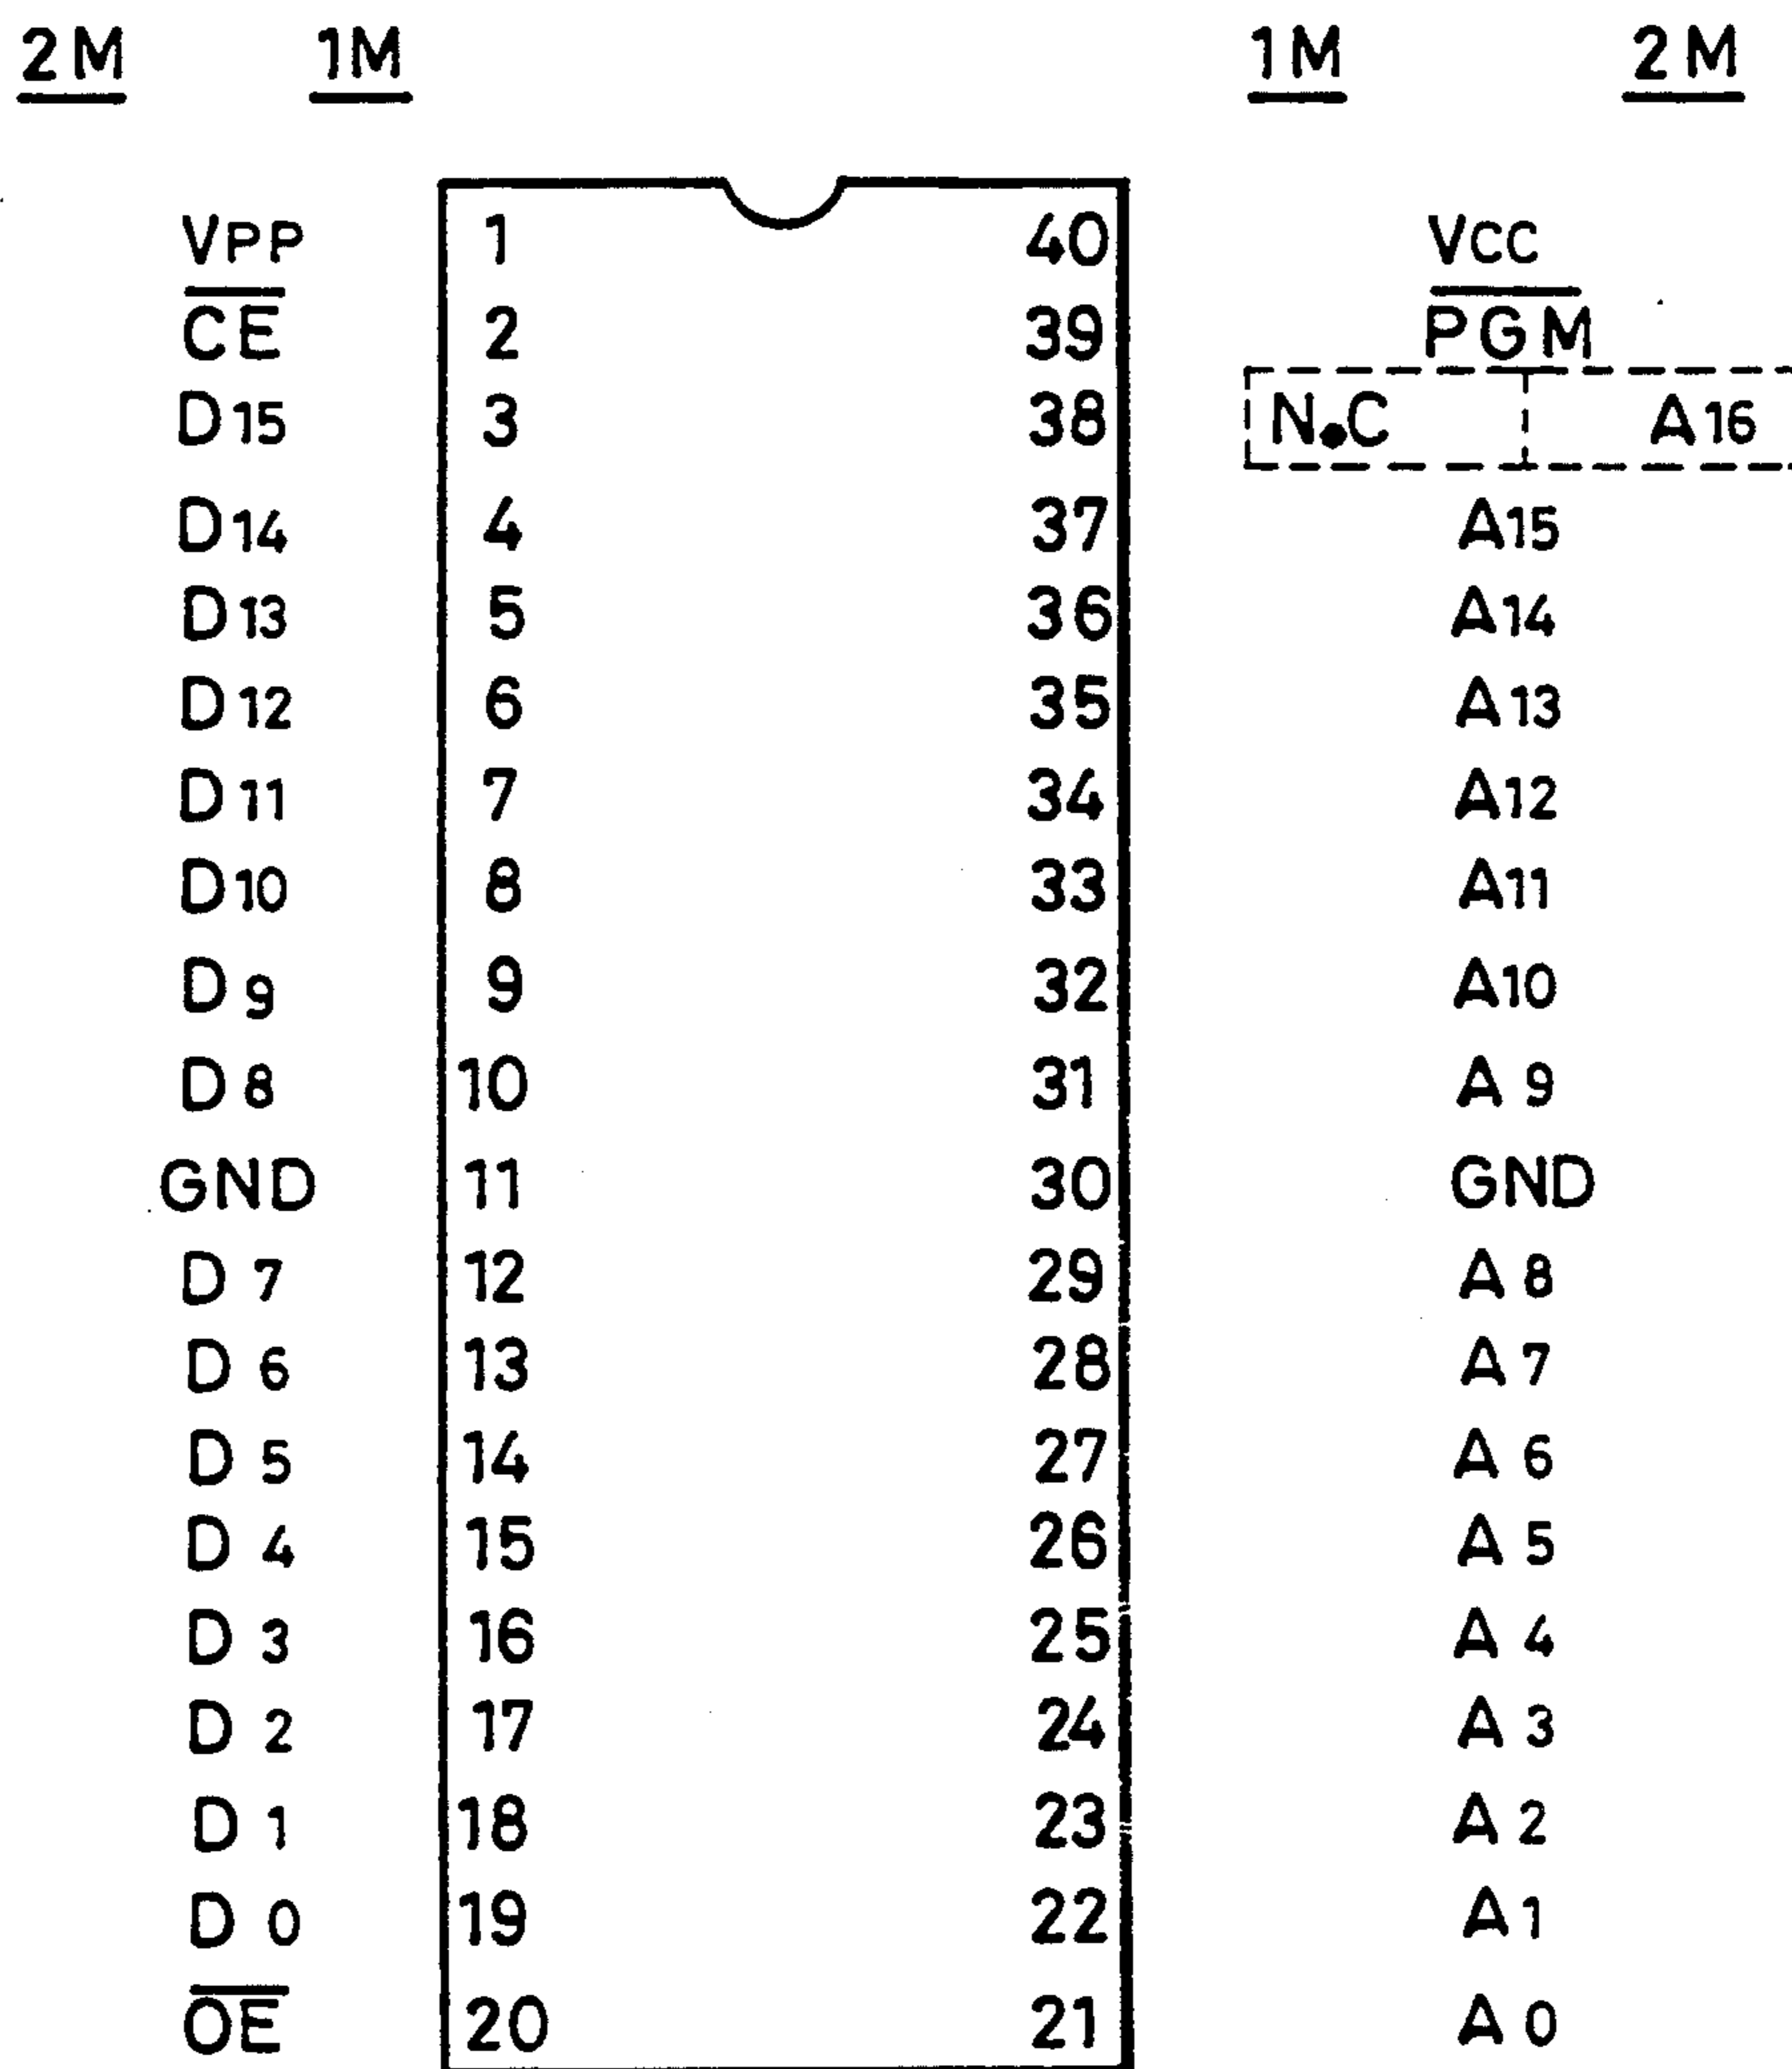 2M 1M 1M 2M
VPP 1 40 VCC
C̅E̅ 2 39 P̅G̅M̅
D15 3 38 N.C A16
D14 4 37 A15
D13 5 36 A14
D12 6 35 A13
D11 7 34 A12
D10 8 33 A11
D9 9 32 A10
D8 10 31 A9
GND 11 30 GND
D7 12 29 A8
D6 13 28 A7
D5 14 27 A6
D4 15 26 A5
D3 16 25 A4
D2 17 24 A3
D1 18 23 A2
D0 19 22 A1
O̅E̅ 20 21 A0